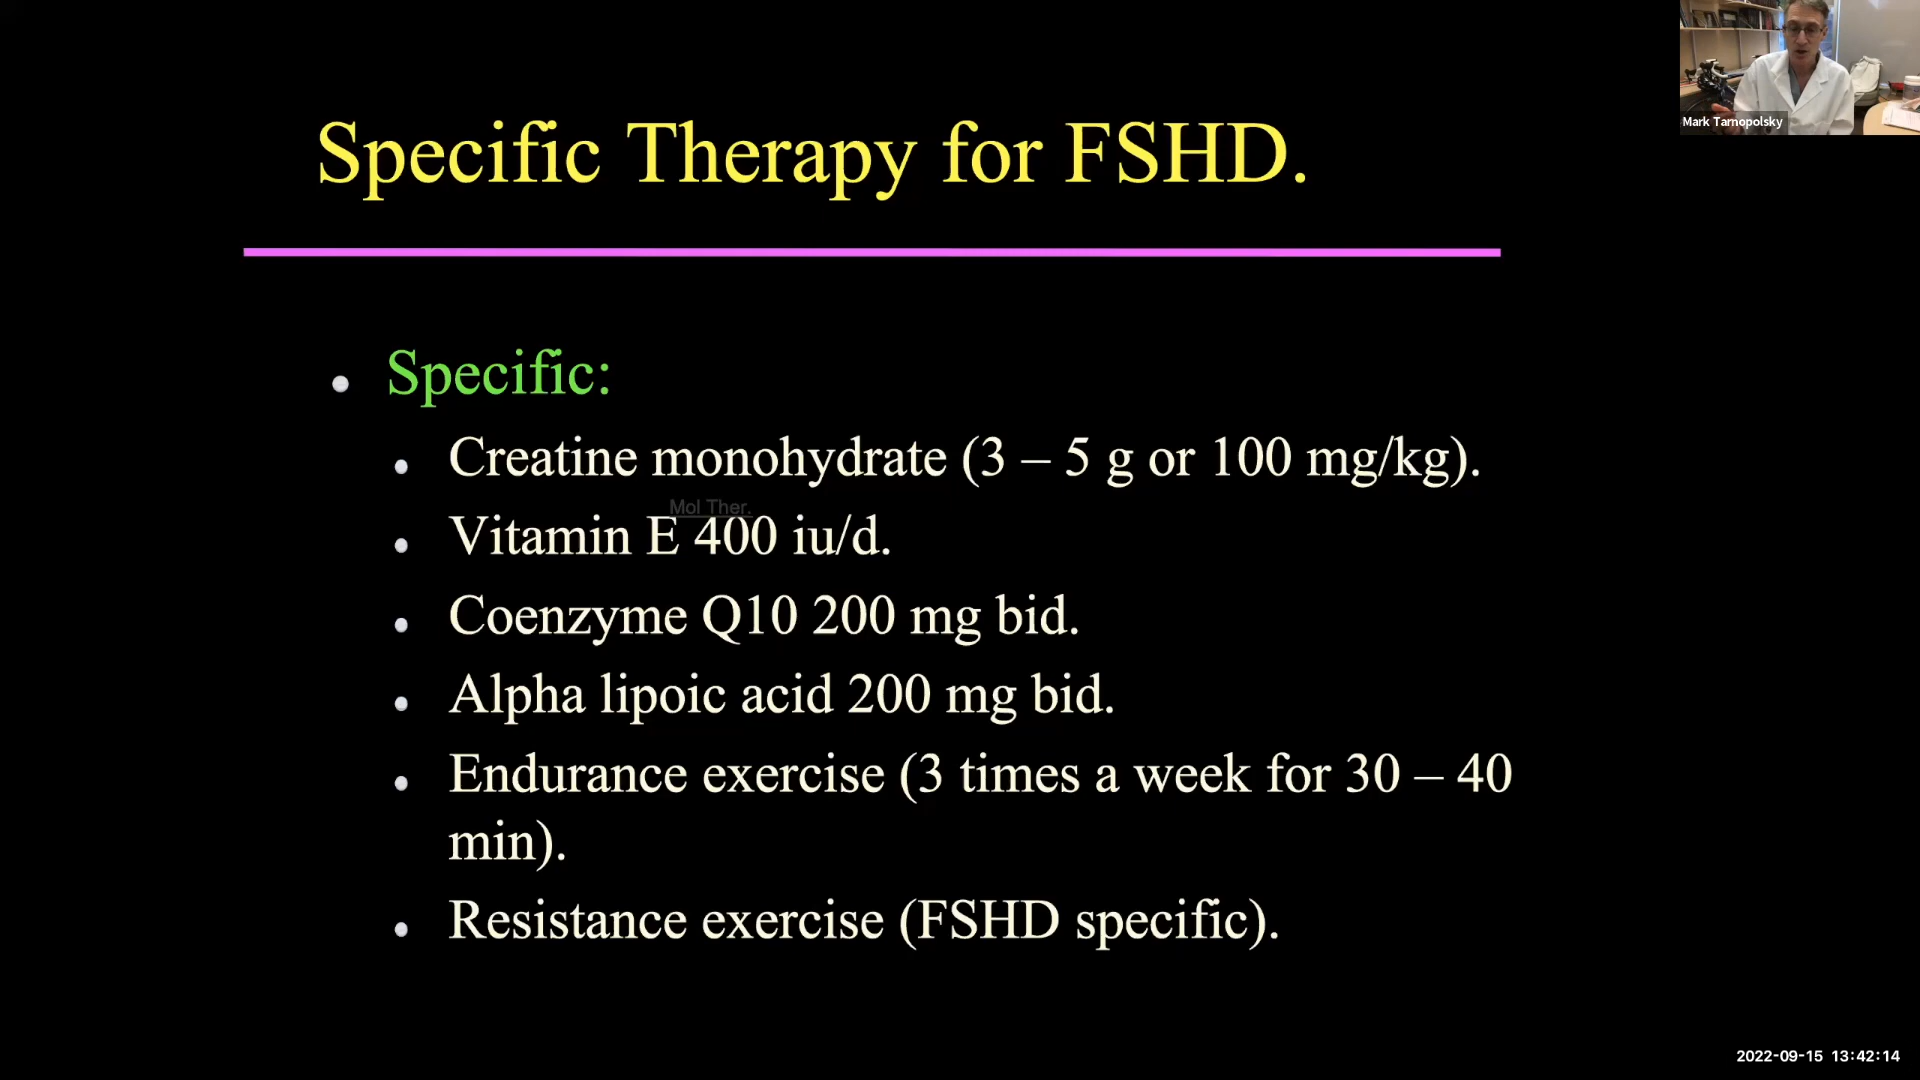 Mark Tarnopolsky
Specific Therapy for FSHD.
Specific:
Creatine monohydrate (3 – 5 g or 100 mg/kg).
Mol Ther.
Vitamin E 400 iu/d.
Coenzyme Q10 200 mg bid.
Alpha lipoic acid 200 mg bid.
Endurance exercise (3 times a week for 30 – 40
min).
Resistance exercise (FSHD specific).
2022-09-15 13:42:14